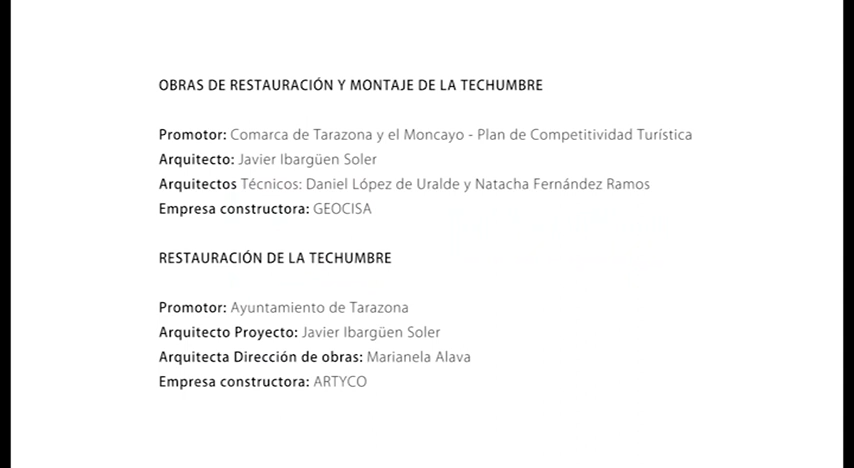 OBRAS DE RESTAURACIÓN Y MONTAJE DE LA TECHUMBRE
Promotor: Comarca de Tarazona y el Moncayo - Plan de Competitividad Turística
Arquitecto: Javier Ibargüen Soler
Arquitectos Técnicos: Daniel López de Uralde y Natacha Fernández Ramos
Empresa constructora: GEOCISA
RESTAURACIÓN DE LA TECHUMBRE
Promotor: Ayuntamiento de Tarazona
Arquitecto Proyecto: Javier Ibargüen Soler
Arquitecta Dirección de obras: Marianela Alava
Empresa constructora: ARTYCO